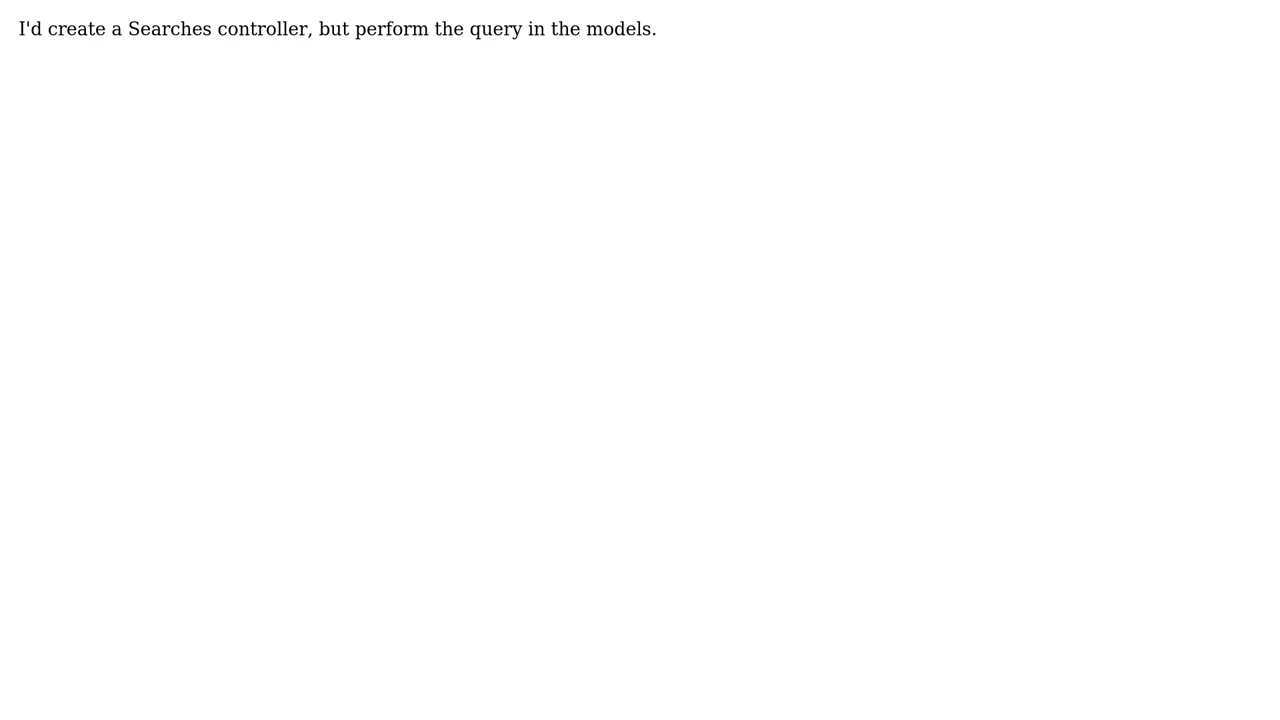 I'd create a Searches controller, but perform the query in the models.